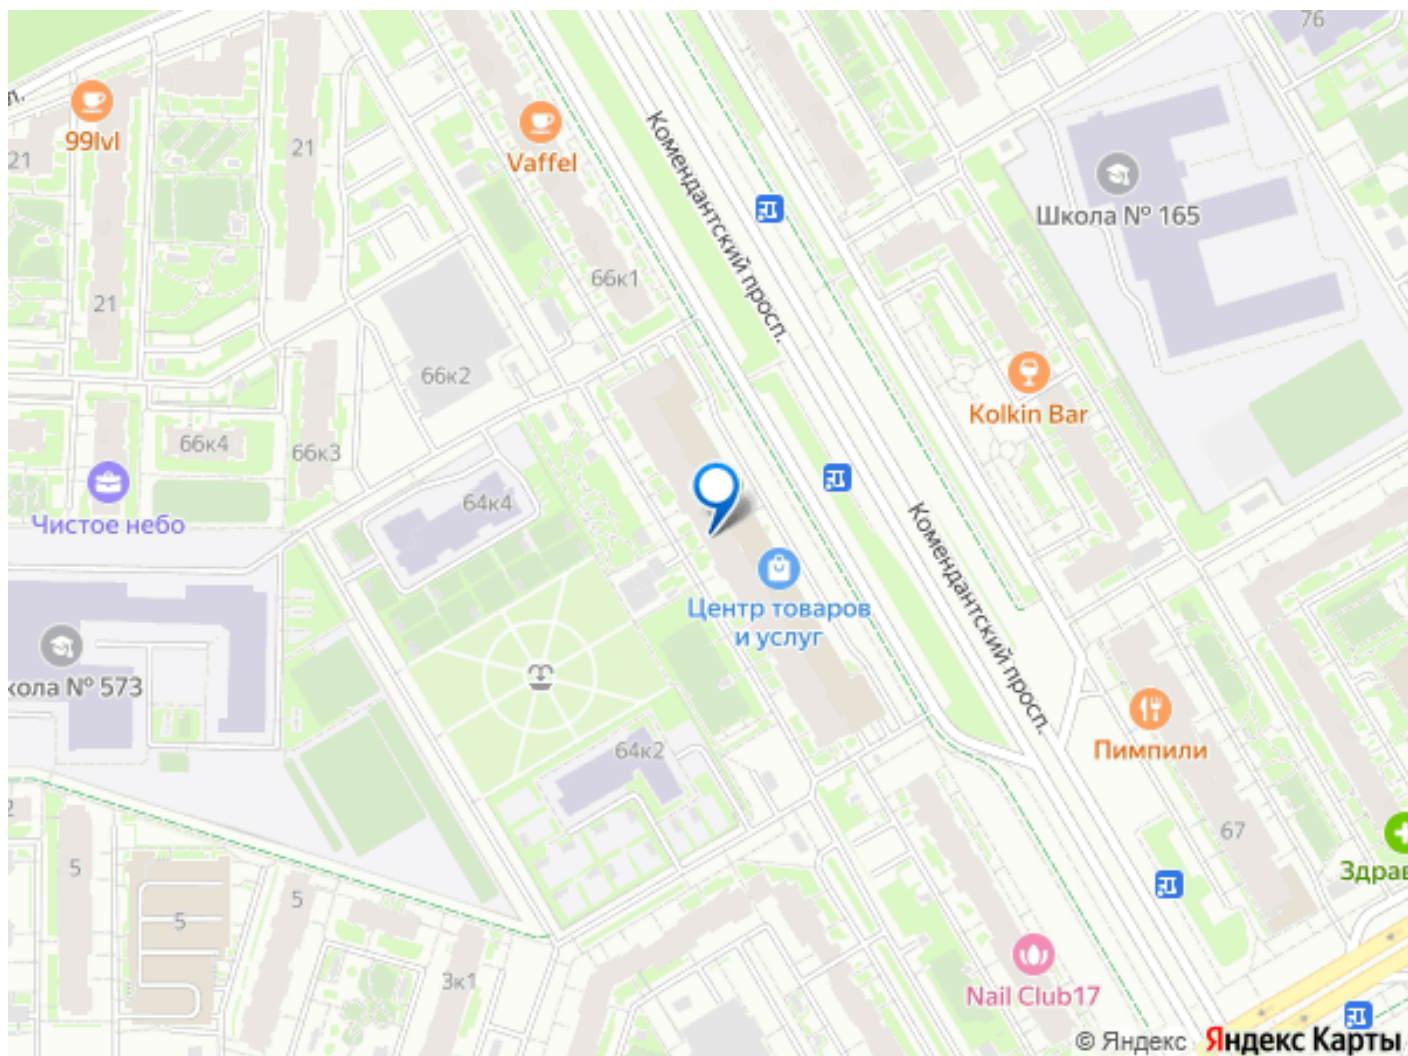 76
99lvl
21
21
Vaffel
Комендантский просп.
Школа № 165
66к1
21
66к2
Kolkin Bar
66к4
66к3
64к4
Чистое небо
Комендантский просп.
Центр товаров
и услуг
кола № 573
64к2
Пимпили
67
5
Здрав
5
5
3к1
Nail Club17
© Яндекс Яндекс Карты